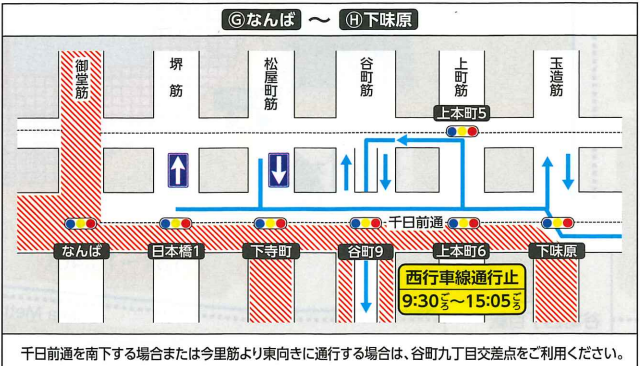 Ⓖなんば ～ Ⓗ下味原
御堂筋
堺筋
松屋町筋
谷町筋
上町筋
玉造筋
上本町5
千日前通
なんば
日本橋1
下寺町
谷町9
上本町6
下味原
西行車線通行止
9:30ごろ～15:05ごろ
千日前通を南下する場合または今里筋より東向きに通行する場合は、谷町九丁目交差点をご利用ください。